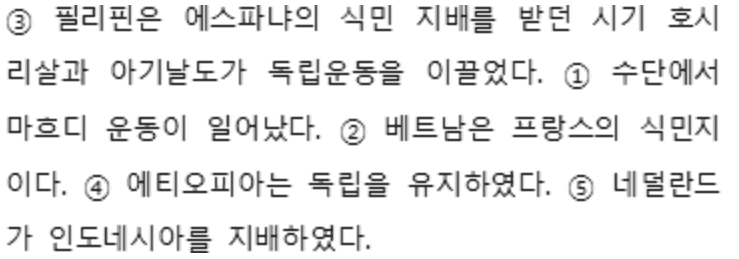 ③ 필리핀은 에스파냐의 식민 지배를 받던 시기 호시
리살과 아기날도가 독립운동을 이끌었다. ① 수단에서
마흐디 운동이 일어났다. ② 베트남은 프랑스의 식민지
이다. ④ 에티오피아는 독립을 유지하였다. ⑤ 네덜란드
가 인도네시아를 지배하였다.